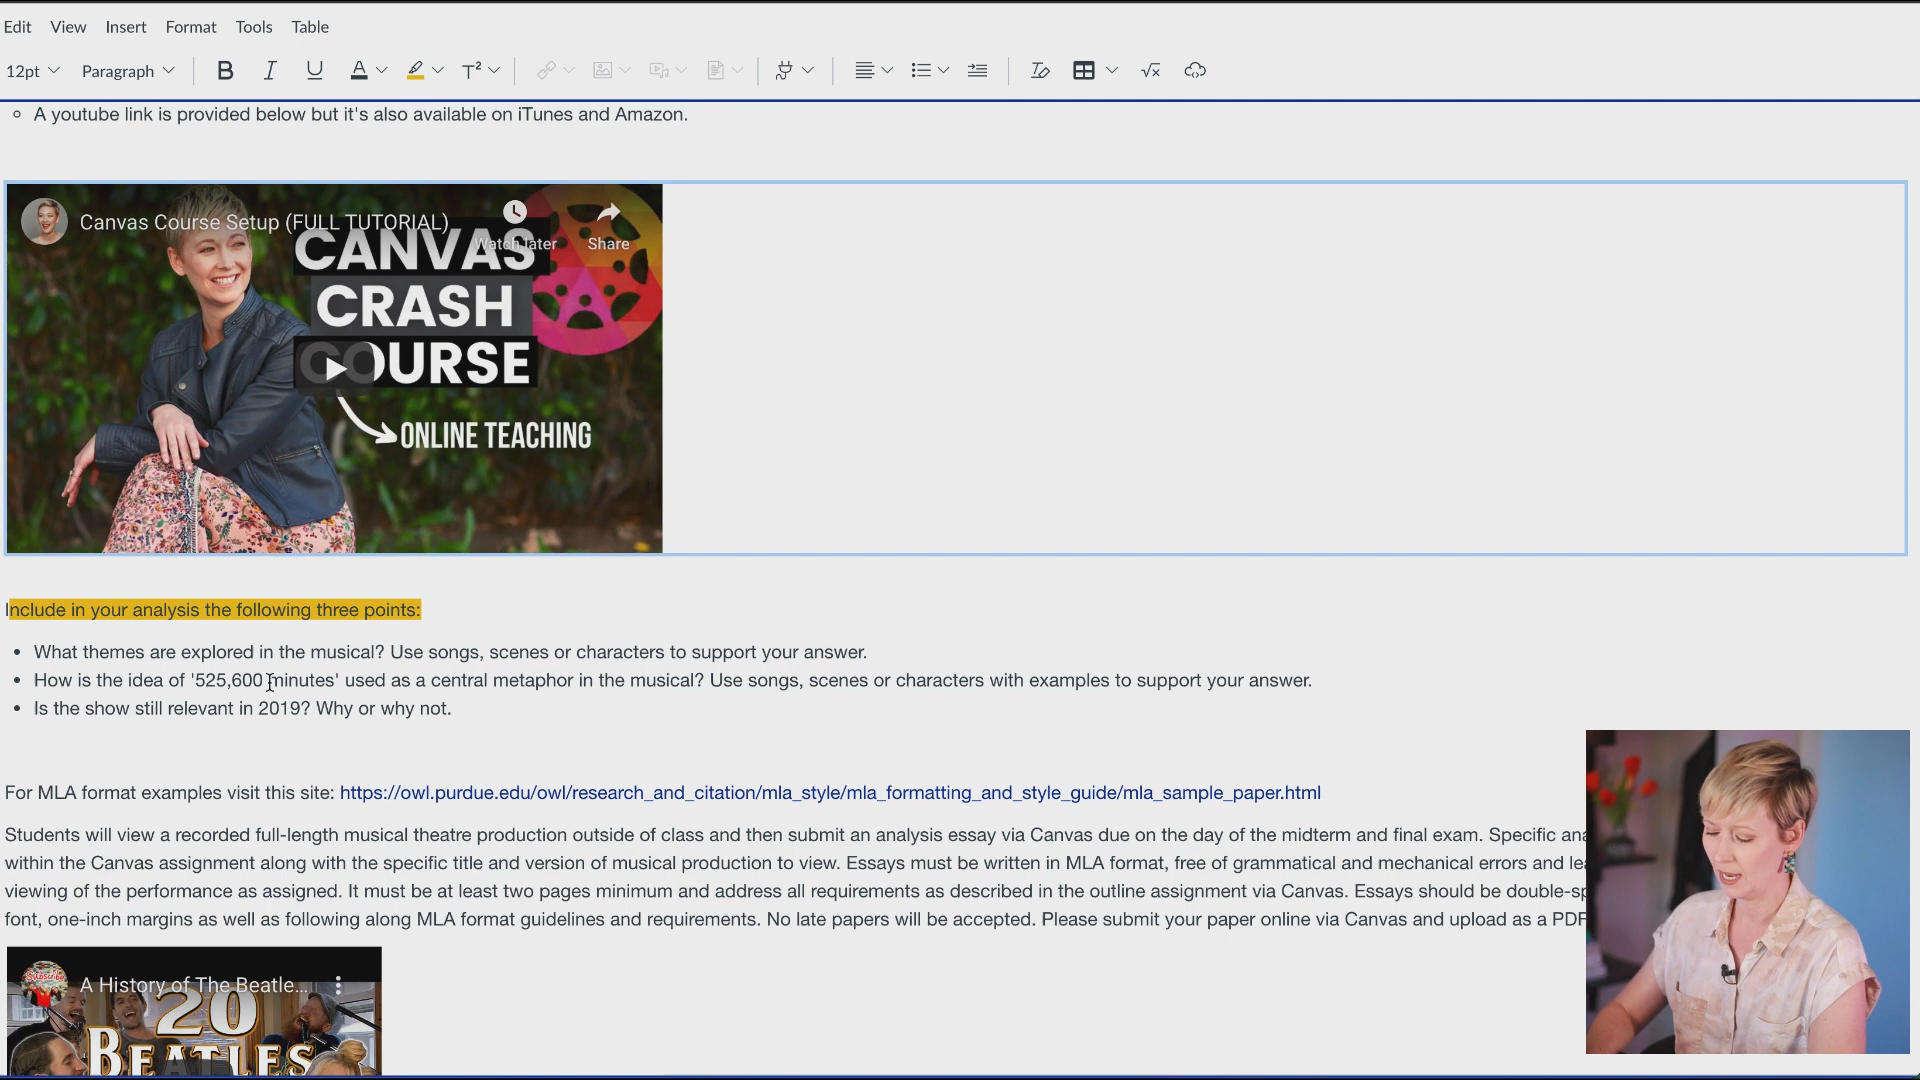 Edit View Insert Format Tools Table
12pt Paragraph B I U A T²
A youtube link is provided below but it's also available on iTunes and Amazon.
Canvas Course Setup (FULL TUTORIAL)
Watch later Share
CANVAS
CRASH
COURSE
ONLINE TEACHING
Include in your analysis the following three points:
What themes are explored in the musical? Use songs, scenes or characters to support your answer.
How is the idea of '525,600 minutes' used as a central metaphor in the musical? Use songs, scenes or characters with examples to support your answer.
Is the show still relevant in 2019? Why or why not.
For MLA format examples visit this site: https://owl.purdue.edu/owl/research_and_citation/mla_style/mla_formatting_and_style_guide/mla_sample_paper.html
Students will view a recorded full-length musical theatre production outside of class and then submit an analysis essay via Canvas due on the day of the midterm and final exam. Specific ana
within the Canvas assignment along with the specific title and version of musical production to view. Essays must be written in MLA format, free of grammatical and mechanical errors and lea
viewing of the performance as assigned. It must be at least two pages minimum and address all requirements as described in the outline assignment via Canvas. Essays should be double-sp
font, one-inch margins as well as following along MLA format guidelines and requirements. No late papers will be accepted. Please submit your paper online via Canvas and upload as a PDF
Subscribe
A History of The Beatle...
20
BEATLES